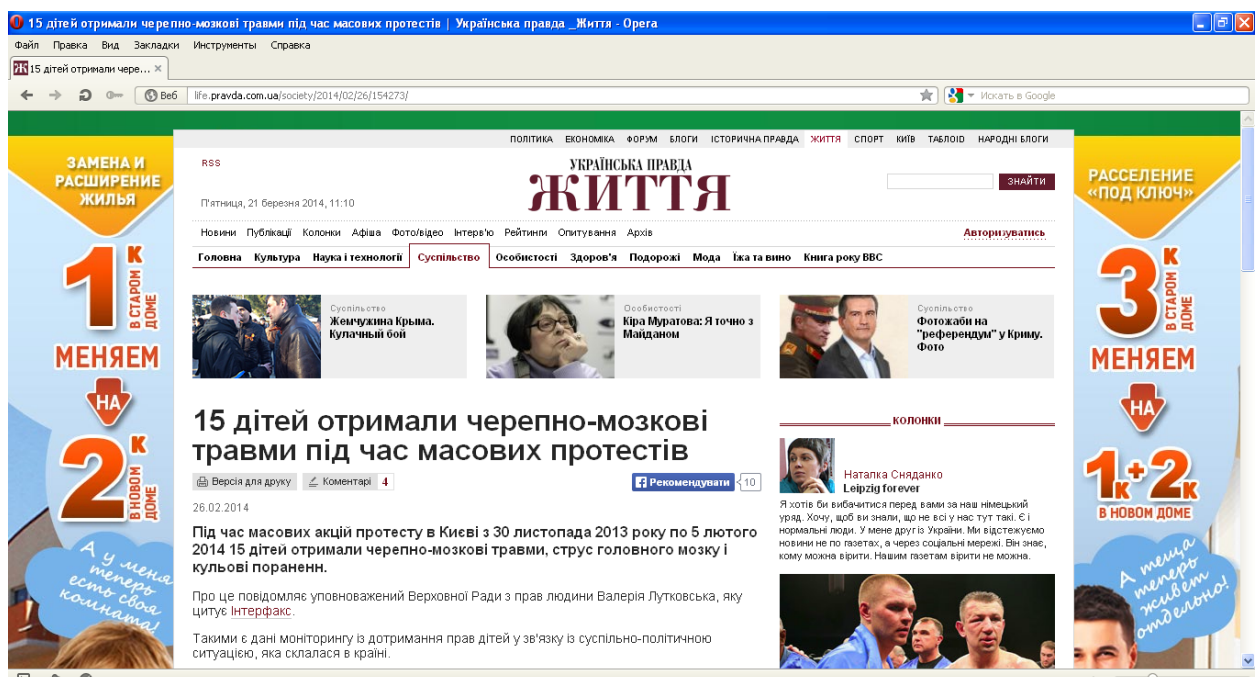 15 дітей отримали черепно-мозкові травми під час масових протестів | Українська правда _Життя - Opera
Файл Правка Вид Закладки Инструменты Справка
15 дітей отримали чере...
Веб life.pravda.com.ua/society/2014/02/26/154273/ Искать в Google
ПОЛІТИКА ЕКОНОМІКА ФОРУМ БЛОГИ ІСТОРИЧНА ПРАВДА ЖИТТЯ СПОРТ КИЇВ ТАБЛОID НАРОДНІ БЛОГИ
RSS
УКРАЇНСЬКА ПРАВДА
ЖИТТЯ
ЗНАЙТИ
П'ятниця, 21 березня 2014, 11:10
Новини Публікації Колонки Афіша Фото/відео Інтерв'ю Рейтинги Опитування Архів Авторизуватись
Головна Культура Наука і технології Суспільство Особистості Здоров'я Подорожі Мода Їжа та вино Книга року ВВС
Суспільство
Жемчужина Крыма.
Кулачный бой
Особистості
Кіра Муратова: Я точно з
Майданом
Суспільство
Фотожаби на
"референдум" у Криму.
Фото
15 дітей отримали черепно-мозкові
травми під час масових протестів
Версія для друку Коментарі 4 Рекомендувати 10
26.02.2014
Під час масових акцій протесту в Києві з 30 листопада 2013 року по 5 лютого
2014 15 дітей отримали черепно-мозкові травми, струс головного мозку і
кульові пораненн.
Про це повідомляє уповноважений Верховної Ради з прав людини Валерія Лутковська, яку
цитує Інтерфакс.
Такими є дані моніторингу із дотримання прав дітей у зв'язку із суспільно-політичною
ситуацією, яка склалася в країні.
КОЛОНКИ
Наталка Сняданко
Leipzig forever
Я хотів би вибачитися перед вами за наш німецький
уряд. Хочу, щоб ви знали, що не всі у нас тут такі. Є і
нормальні люди. У мене друг із України. Ми відстежуємо
новини не по газетах, а через соціальні мережі. Він знає,
кому можна вірити. Нашим газетам вірити не можна.
ЗАМЕНА И
РАСШИРЕНИЕ
ЖИЛЬЯ
1К
В СТАРОМ
ДОМЕ
МЕНЯЕМ
НА
2К
В НОВОМ
ДОМЕ
А у меня
теперь
есть своя
комната!
РАССЕЛЕНИЕ
«ПОД КЛЮЧ»
3К
В СТАРОМ
ДОМЕ
МЕНЯЕМ
НА
1К+2К
В НОВОМ ДОМЕ
А теща
теперь
живет
отдельно!